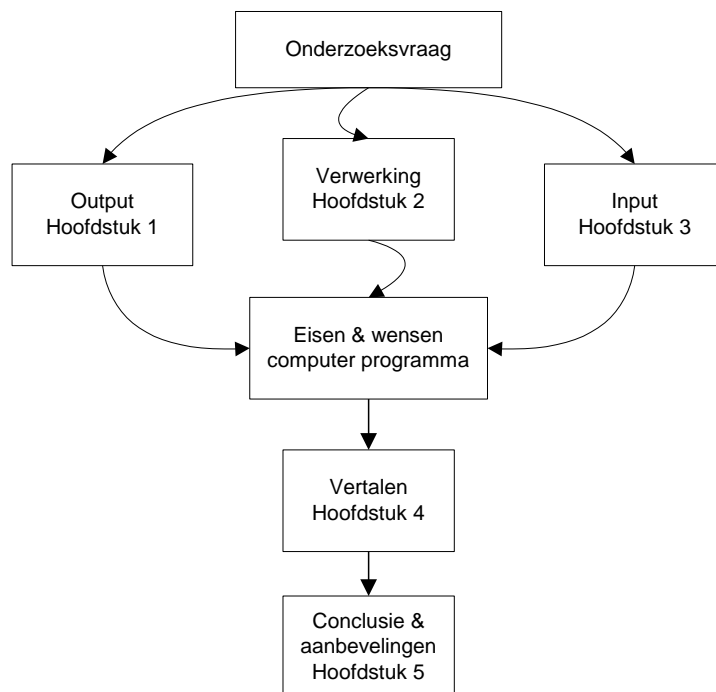 Onderzoeksvraag
Output
Hoofdstuk 1
Verwerking
Hoofdstuk 2
Input
Hoofdstuk 3
Eisen & wensen
computer programma
Vertalen
Hoofdstuk 4
Conclusie &
aanbevelingen
Hoofdstuk 5